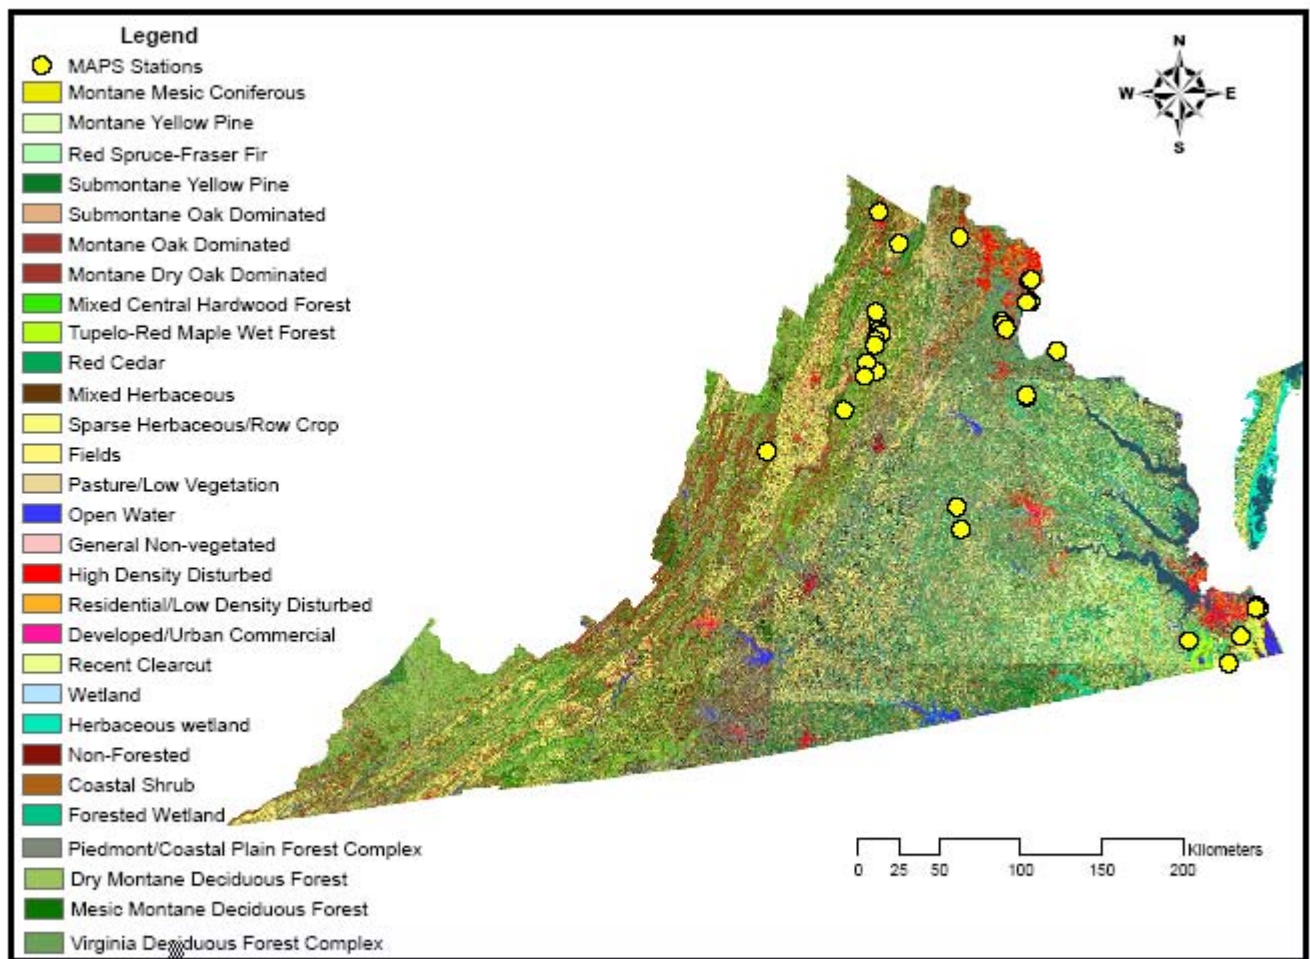 Legend
MAPS Stations
Montane Mesic Coniferous
Montane Yellow Pine
Red Spruce-Fraser Fir
Submontane Yellow Pine
Submontane Oak Dominated
Montane Oak Dominated
Montane Dry Oak Dominated
Mixed Central Hardwood Forest
Tupelo-Red Maple Wet Forest
Red Cedar
Mixed Herbaceous
Sparse Herbaceous/Row Crop
Fields
Pasture/Low Vegetation
Open Water
General Non-vegetated
High Density Disturbed
Residential/Low Density Disturbed
Developed/Urban Commercial
Recent Clearcut
Wetland
Herbaceous wetland
Non-Forested
Coastal Shrub
Forested Wetland
Piedmont/Coastal Plain Forest Complex
Dry Montane Deciduous Forest
Mesic Montane Deciduous Forest
Virginia Deciduous Forest Complex
N
W E
S
Kilometers
0 25 50 100 150 200